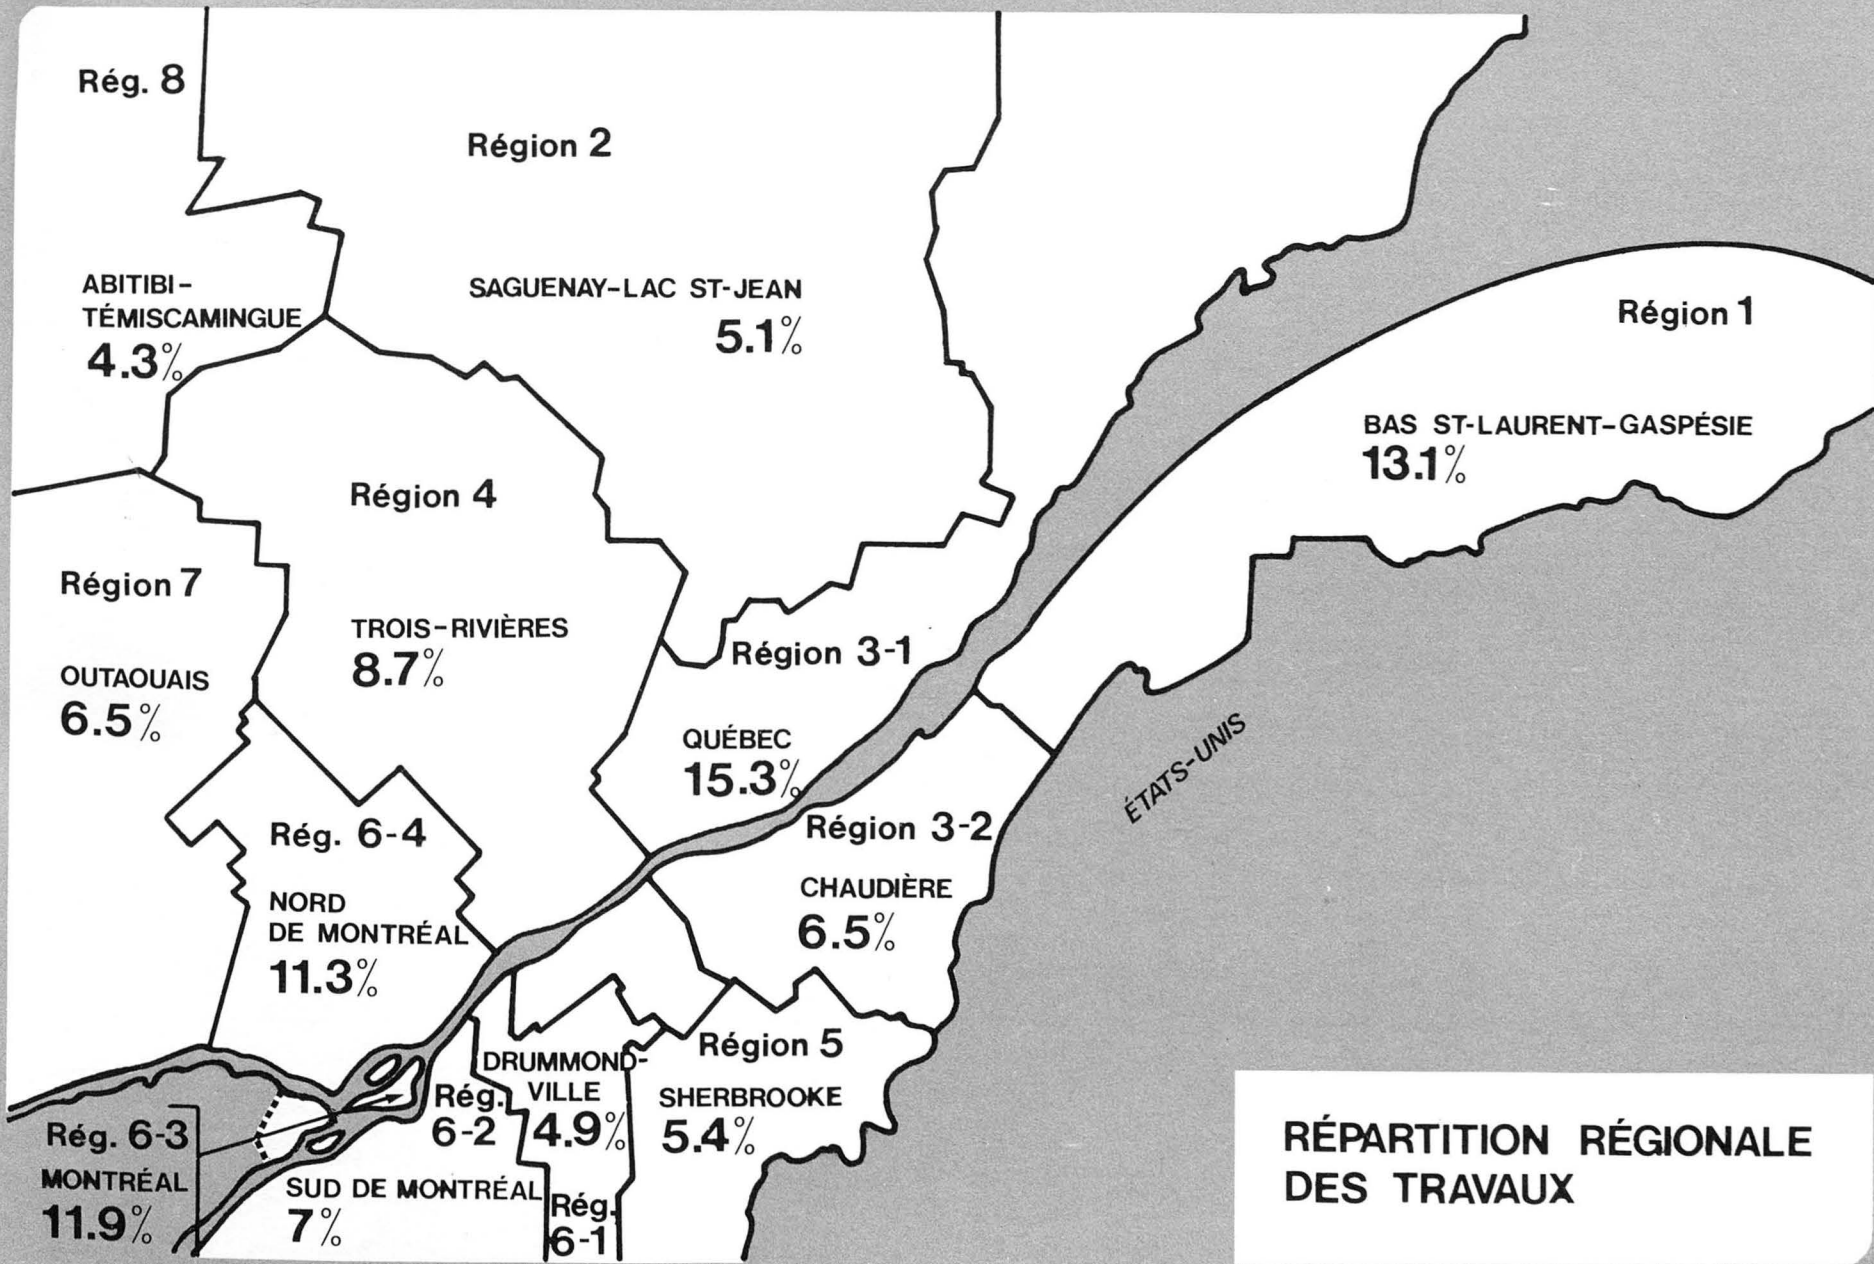 Rég. 8
ABITIBI-
TÉMISCAMINGUE
4.3%
Région 2
SAGUENAY-LAC ST-JEAN
5.1%
Région 1
BAS ST-LAURENT-GASPÉSIE
13.1%
Région 4
TROIS-RIVIÈRES
8.7%
Région 7
OUTAOUAIS
6.5%
Région 3-1
QUÉBEC
15.3%
ÉTATS-UNIS
Région 3-2
CHAUDIÈRE
6.5%
Rég. 6-4
NORD
DE MONTRÉAL
11.3%
Région 5
SHERBROOKE
5.4%
DRUMMOND-
VILLE
4.9%
Rég.
6-1
Rég.
6-2
SUD DE MONTRÉAL
7%
Rég. 6-3
MONTRÉAL
11.9%
RÉPARTITION RÉGIONALE
DES TRAVAUX